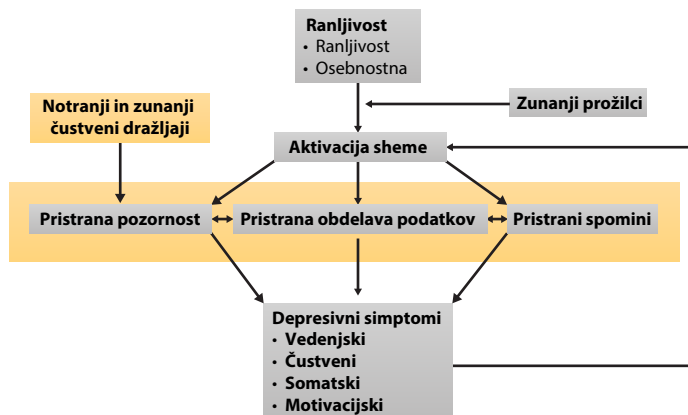 Ranljivost
• Ranljivost
• Osebnostna
Notranji in zunanji
čustveni dražljaji
Zunanji prožilci
Aktivacija sheme
Pristrana pozornost
Pristrana obdelava podatkov
Pristrani spomini
Depresivni simptomi
• Vedenjski
• Čustveni
• Somatski
• Motivacijski